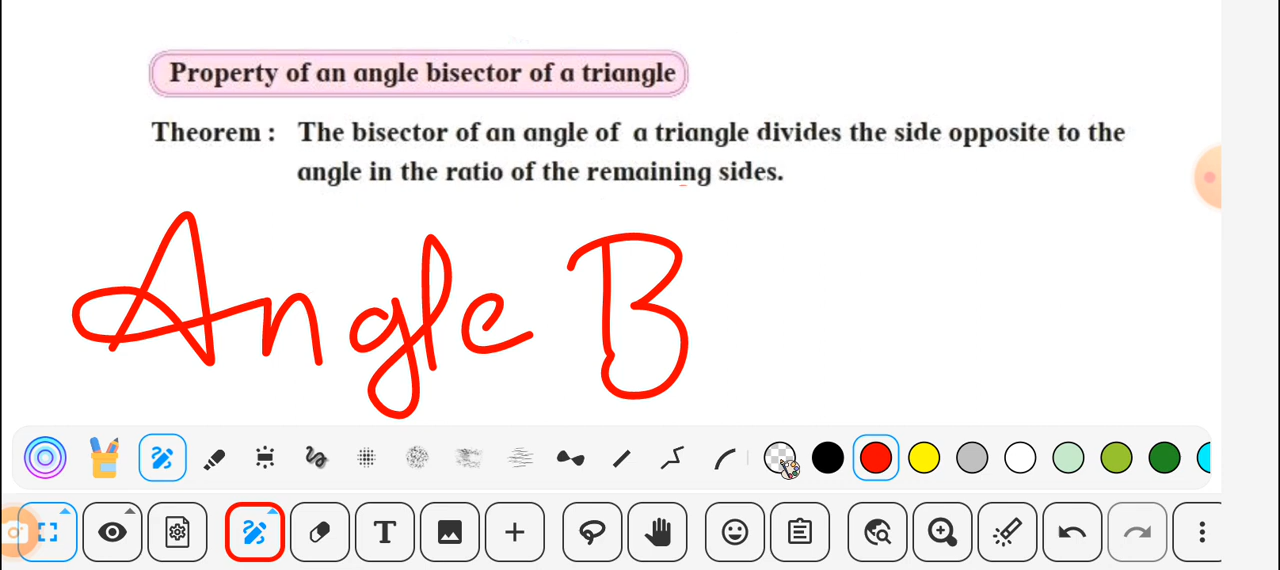 Property of an angle bisector of a triangle
Theorem : The bisector of an angle of a triangle divides the side opposite to the
angle in the ratio of the remaining sides.
Angle B
T